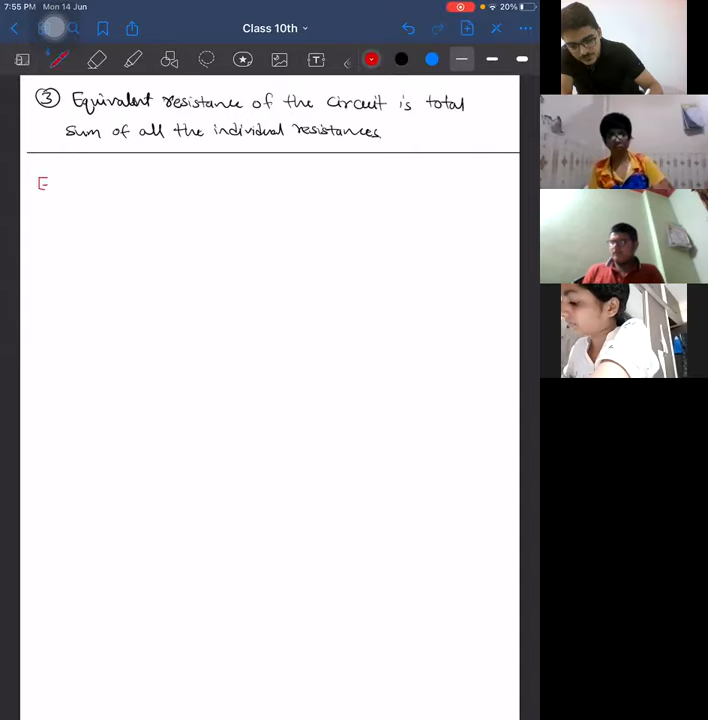 7:55 PM Mon 14 Jun 20%
Class 10th
T
3 Equivalent resistance of the circuit is total
sum of all the individual resistances
E